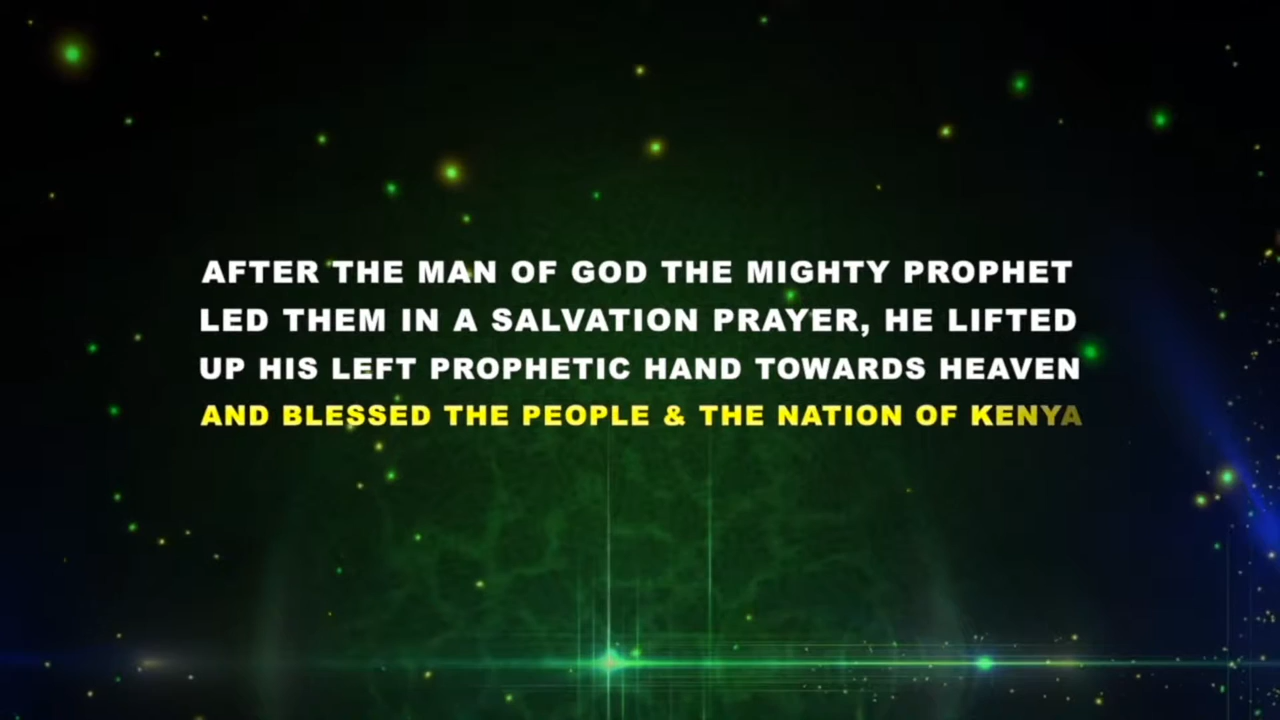 AFTER THE MAN OF GOD THE MIGHTY PROPHET
LED THEM IN A SALVATION PRAYER, HE LIFTED
UP HIS LEFT PROPHETIC HAND TOWARDS HEAVEN
AND BLESSED THE PEOPLE & THE NATION OF KENYA